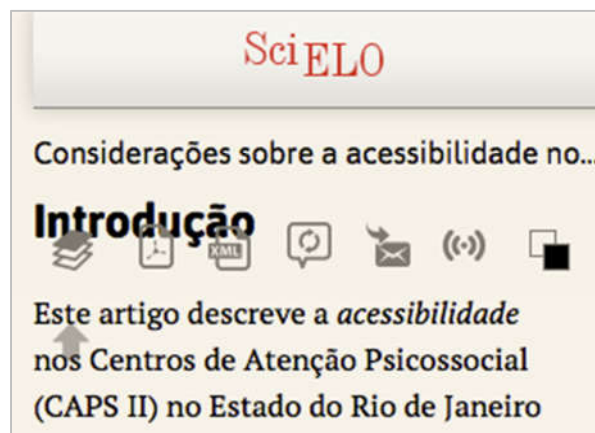 SciELO
Considerações sobre a acessibilidade no...
Introdução
XML
Este artigo descreve a acessibilidade
nos Centros de Atenção Psicossocial
(CAPS II) no Estado do Rio de Janeiro